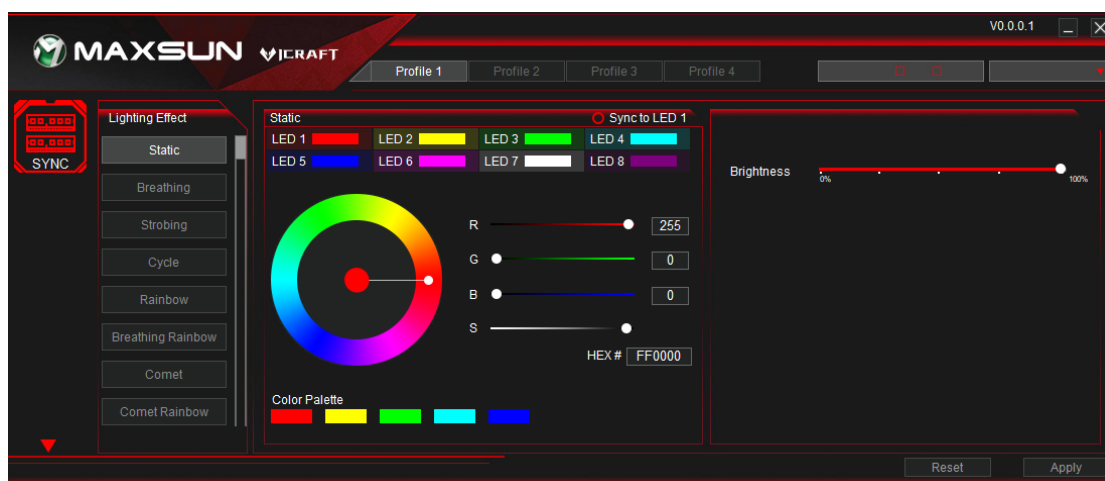 V0.0.0.1
MAXSUN
Profile 1 Profile 2 Profile 3 Profile 4
Lighting Effect
Static
Breathing
Strobing
Cycle
Rainbow
Breathing Rainbow
Comet
Comet Rainbow
SYNC
Static Sync to LED 1
LED 1 LED 2 LED 3 LED 4
LED 5 LED 6 LED 7 LED 8
R 255
G 0
B 0
S
HEX # FF0000
Color Palette
Brightness
0% 100%
Reset Apply